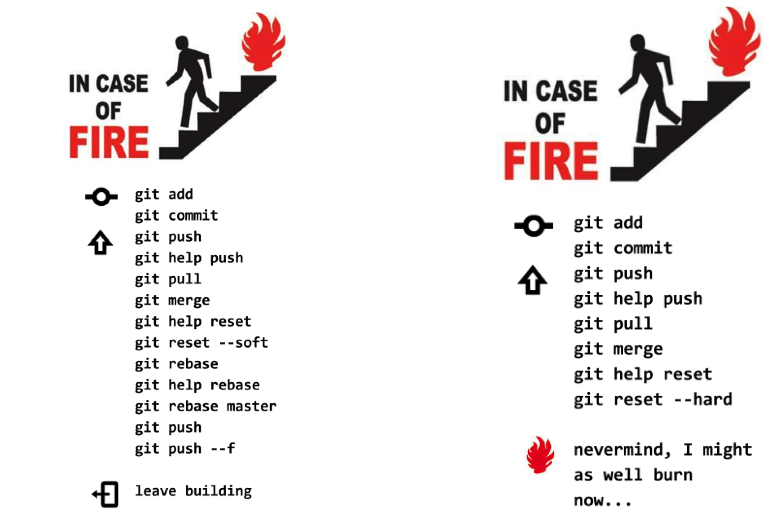 IN CASE
OF
FIRE
git add
git commit
git push
git help push
git pull
git merge
git help reset
git reset --soft
git rebase
git help rebase
git rebase master
git push
git push --f
leave building
IN CASE
OF
FIRE
git add
git commit
git push
git help push
git pull
git merge
git help reset
git reset --hard
nevermind, I might
as well burn
now...